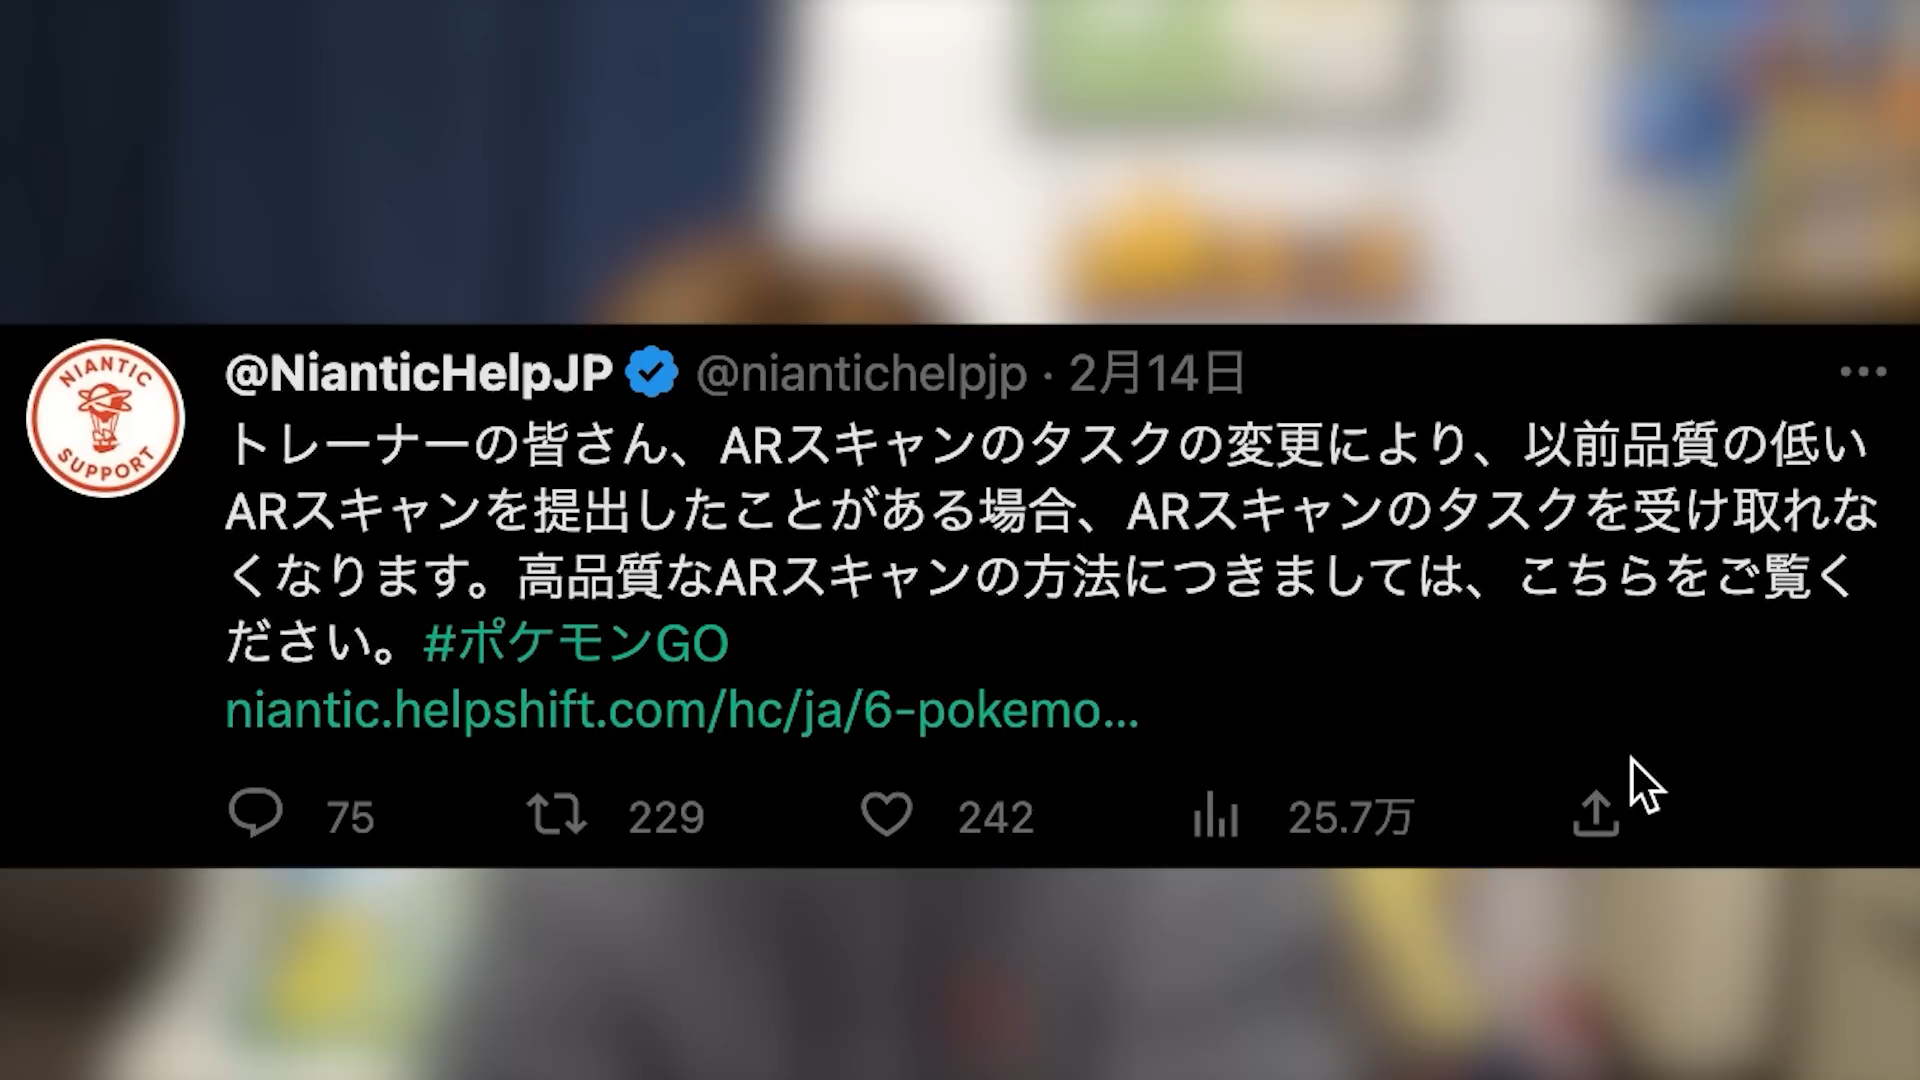 NIANTIC
SUPPORT
@NianticHelpJP @niantichelpjp · 2月14日
トレーナーの皆さん、ARスキャンのタスクの変更により、以前品質の低い
ARスキャンを提出したことがある場合、ARスキャンのタスクを受け取れな
くなります。高品質なARスキャンの方法につきましては、こちらをご覧く
ださい。#ポケモンGO
niantic.helpshift.com/hc/ja/6-pokemo...
75 229 242 25.7万